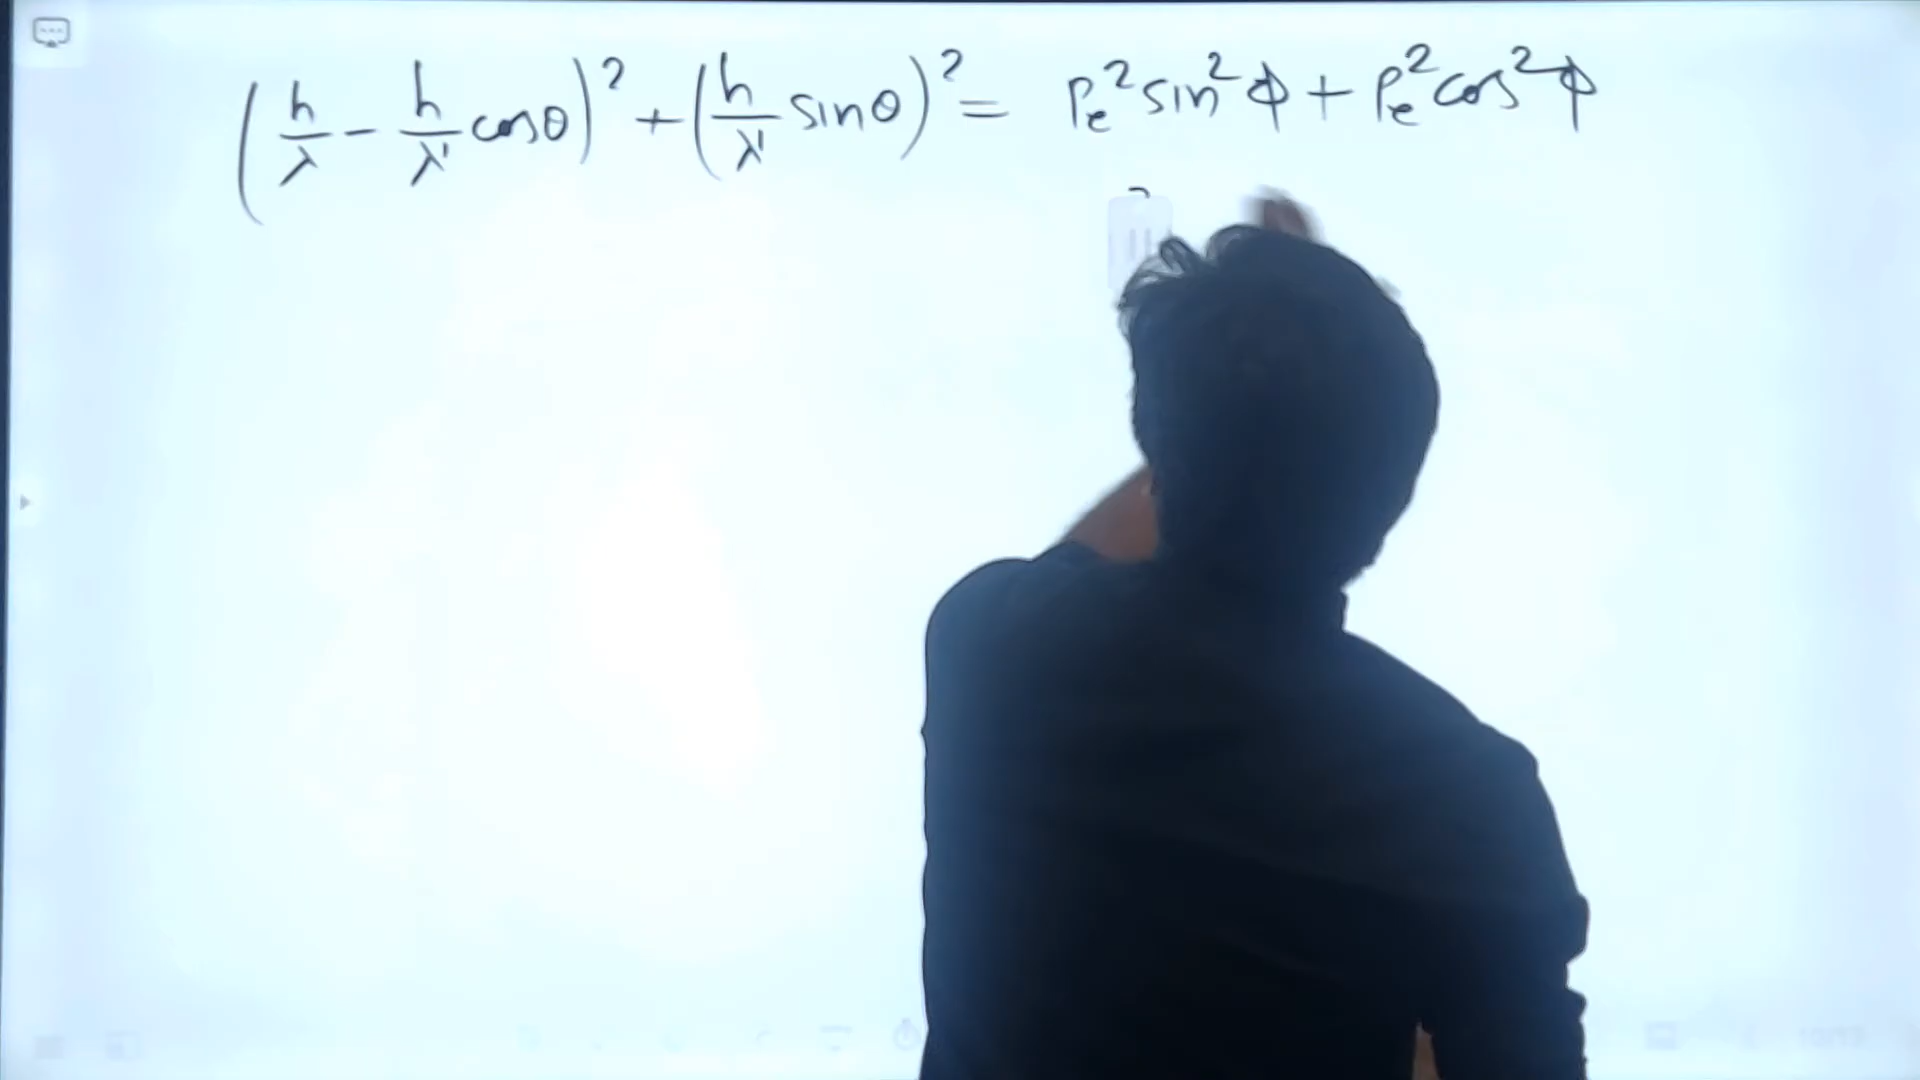 (h/λ - h/λ' cosθ)² + (h/λ' sinθ)² = Pe² sin²ϕ + Pe² cos²ϕ